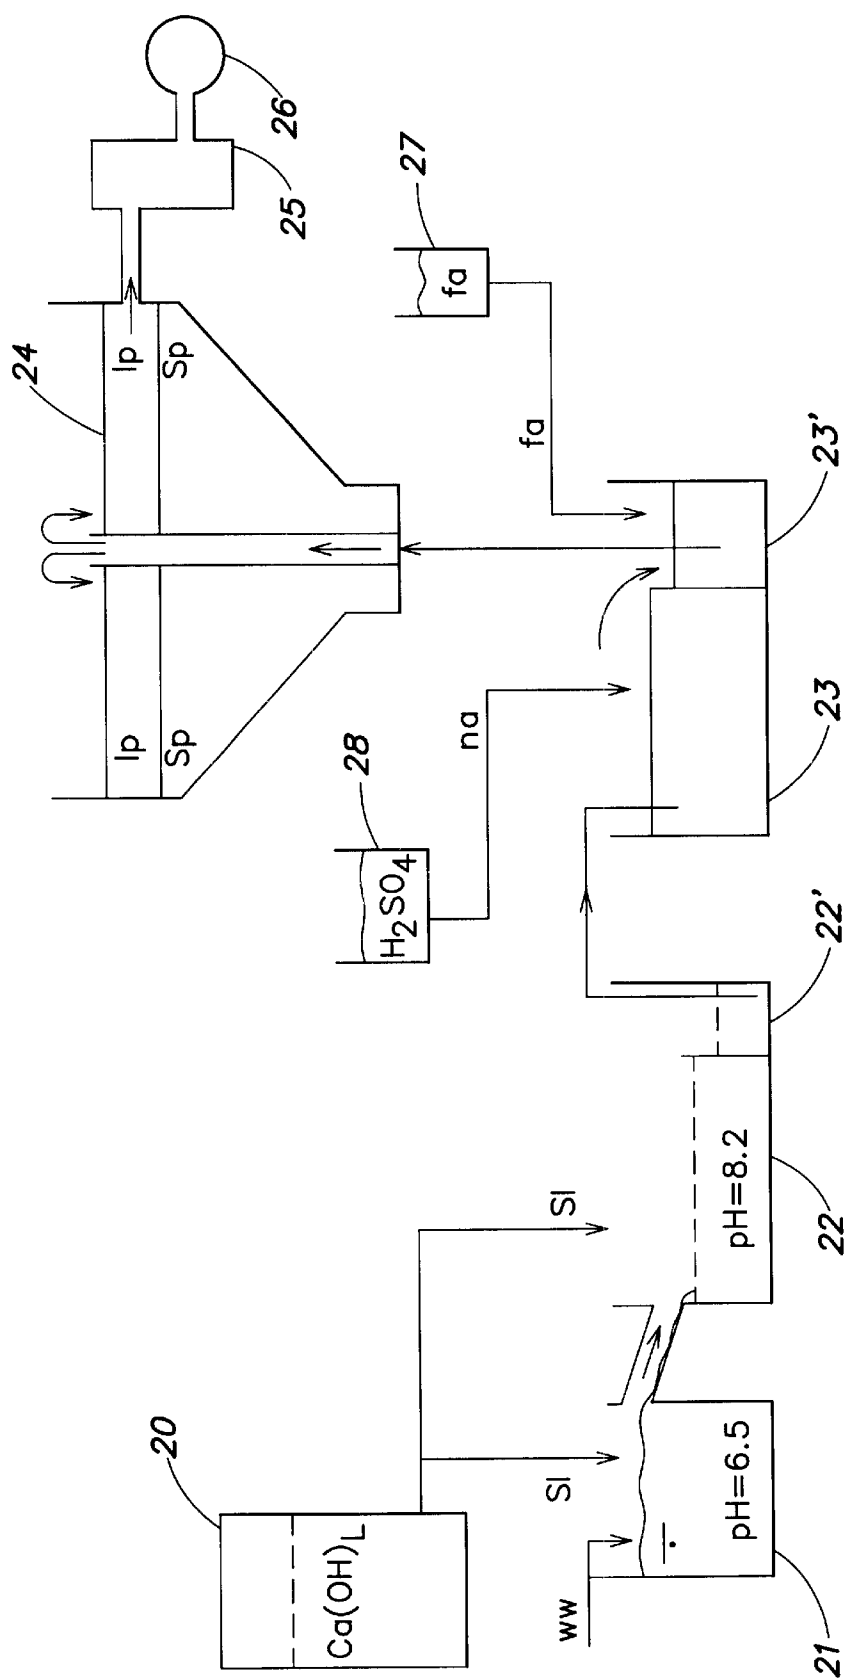 20
Ca(OH)L
Sl
Sl
ww
pH=6.5
21
pH=8.2
22
22'
28
H2SO4
na
23
23'
fa
fa
27
24
lp
Sp
lp
Sp
25
26